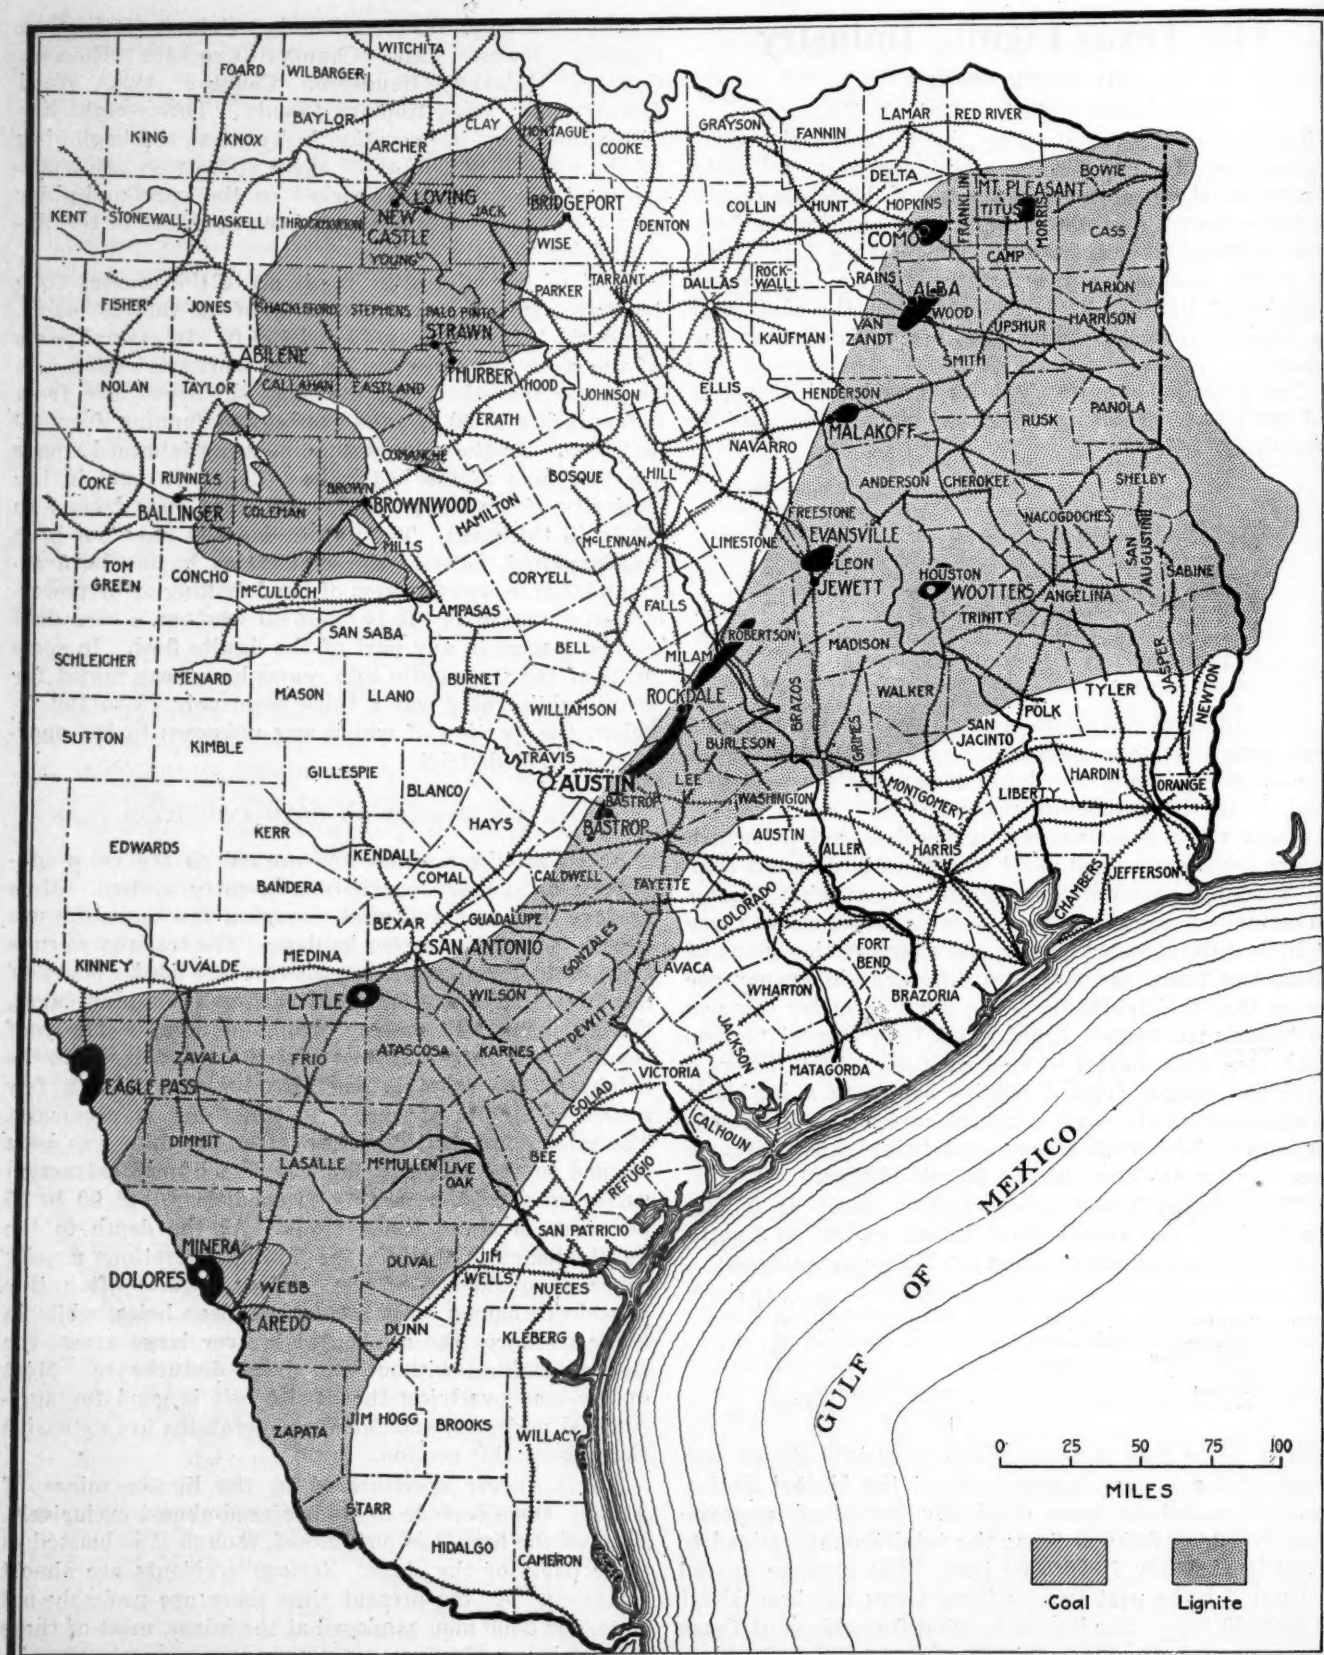 WITCHITA
FOARD WILBARGER
KING KNOX BAYLOR ARCHER CLAY MONTAGUE COOKE GRAYSON FANNIN LAMAR RED RIVER
DELTA MT. PLEASANT BOWIE
KENT STONEWALL HASKELL THROCKMORTON NEW CASTLE LOVING JACK BRIDGEPORT DENTON COLLIN HUNT HOPKINS FRANKLIN TITUS MORRIS CASS
YOUNG WISE COMO CAMP
FISHER JONES SHACKLEFORD STEPHENS PALO PINTO PARKER TARRANT DALLAS ROCK-WALL RAINS ALBA WOOD MARION
STRAWN KAUFMAN VAN ZANDT UPSHUR HARRISON
ABILENE THURBER SMITH
NOLAN TAYLOR CALLAHAN EASTLAND HOOD JOHNSON ELLIS HENDERSON PANOLA
ERATH MALAKOFF RUSK
COMANCHE NAVARRO
COKE RUNNELS BROWN BOSQUE HILL ANDERSON CHEROKEE SHELBY
BALLINGER COLEMAN BROWNWOOD HAMILTON FREESTONE NACOGDOCHES
MILLS McLENNAN LIMESTONE EVANSVILLE SAN AUGUSTINE
TOM GREEN CONCHO McCULLOCH CORYELL LEON HOUSTON WOOTTERS SABINE
JEWETT ANGELINA
LAMPASAS FALLS TRINITY
SAN SABA ROBERTSON
SCHLEICHER MENARD BELL MILAM MADISON
MASON LLANO BURNET ROCKDALE BRAZOS WALKER JASPER
WILLIAMSON TYLER NEWTON
SUTTON KIMBLE BURLESON GRIMES SAN JACINTO POLK
TRAVIS
GILLESPIE BLANCO AUSTIN LEE MONTGOMERY LIBERTY HARDIN ORANGE
BASTROP WASHINGTON
KERR HAYS BASTROP
EDWARDS KENDALL AUSTIN ALLER HARRIS
BANDERA COMAL CALDWELL FAYETTE CHAMBERS JEFFERSON
BEXAR GUADALUPE COLORADO
SAN ANTONIO GONZALES FORT BEND
KINNEY UVALDE MEDINA LAVACA
LYTLE WILSON WHARTON BRAZORIA
ZAVALLA FRIO ATASCOSA KARNES DEWITT JACKSON
EAGLE PASS VICTORIA MATAGORDA
GOLIAD
DIMMIT LASALLE McMULLEN LIVE OAK BEE CALHOUN
REFUGIO
SAN PATRICIO
MINERA DUVAL JIM WELLS
DOLORES WEBB NUECES
LAREDO DUNN KLEBERG
ZAPATA JIM HOGG BROOKS WILLACY
STARR
HIDALGO CAMERON
GULF OF MEXICO
0 25 50 75 100
MILES
Coal Lignite